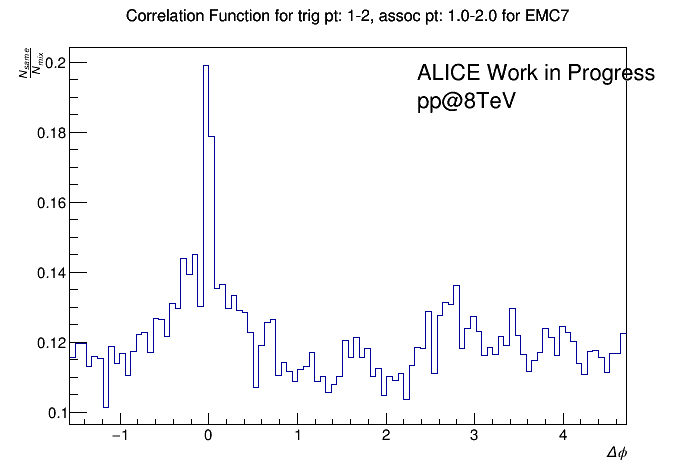 Correlation Function for trig pt: 1-2, assoc pt: 1.0-2.0 for EMC7
N_same
N_mix
ALICE Work in Progress
pp@8TeV
0.2
0.18
0.16
0.14
0.12
0.1
−1 0 1 2 3 4
Δϕ